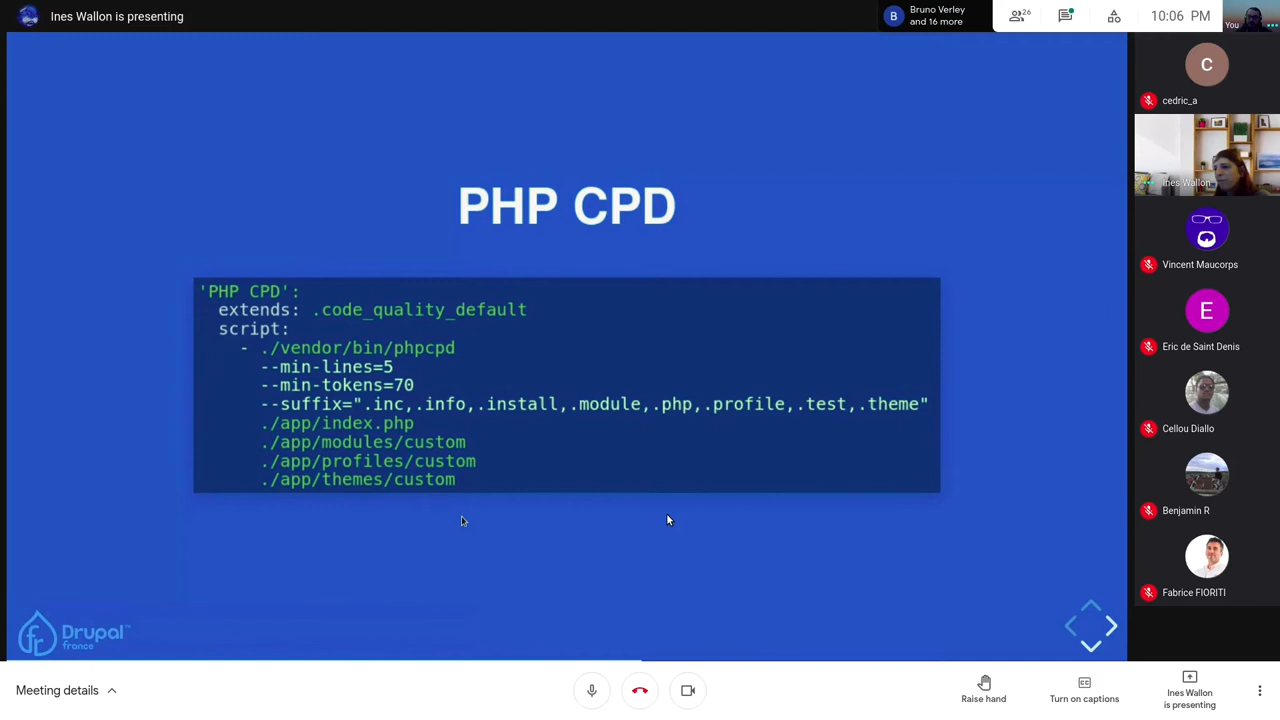 Ines Wallon is presenting
B
Bruno Verley
and 16 more
26
10:06 PM
You
PHP CPD
'PHP CPD':
extends: .code_quality_default
script:
- ./vendor/bin/phpcpd
--min-lines=5
--min-tokens=70
--suffix=".inc,.info,.install,.module,.php,.profile,.test,.theme"
./app/index.php
./app/modules/custom
./app/profiles/custom
./app/themes/custom
fr
Drupal™
france
C
cedric_a
Ines Wallon
Vincent Maucorps
E
Eric de Saint Denis
Cellou Diallo
Benjamin R
Fabrice FIORITI
Meeting details
Raise hand
CC
Turn on captions
Ines Wallon
is presenting